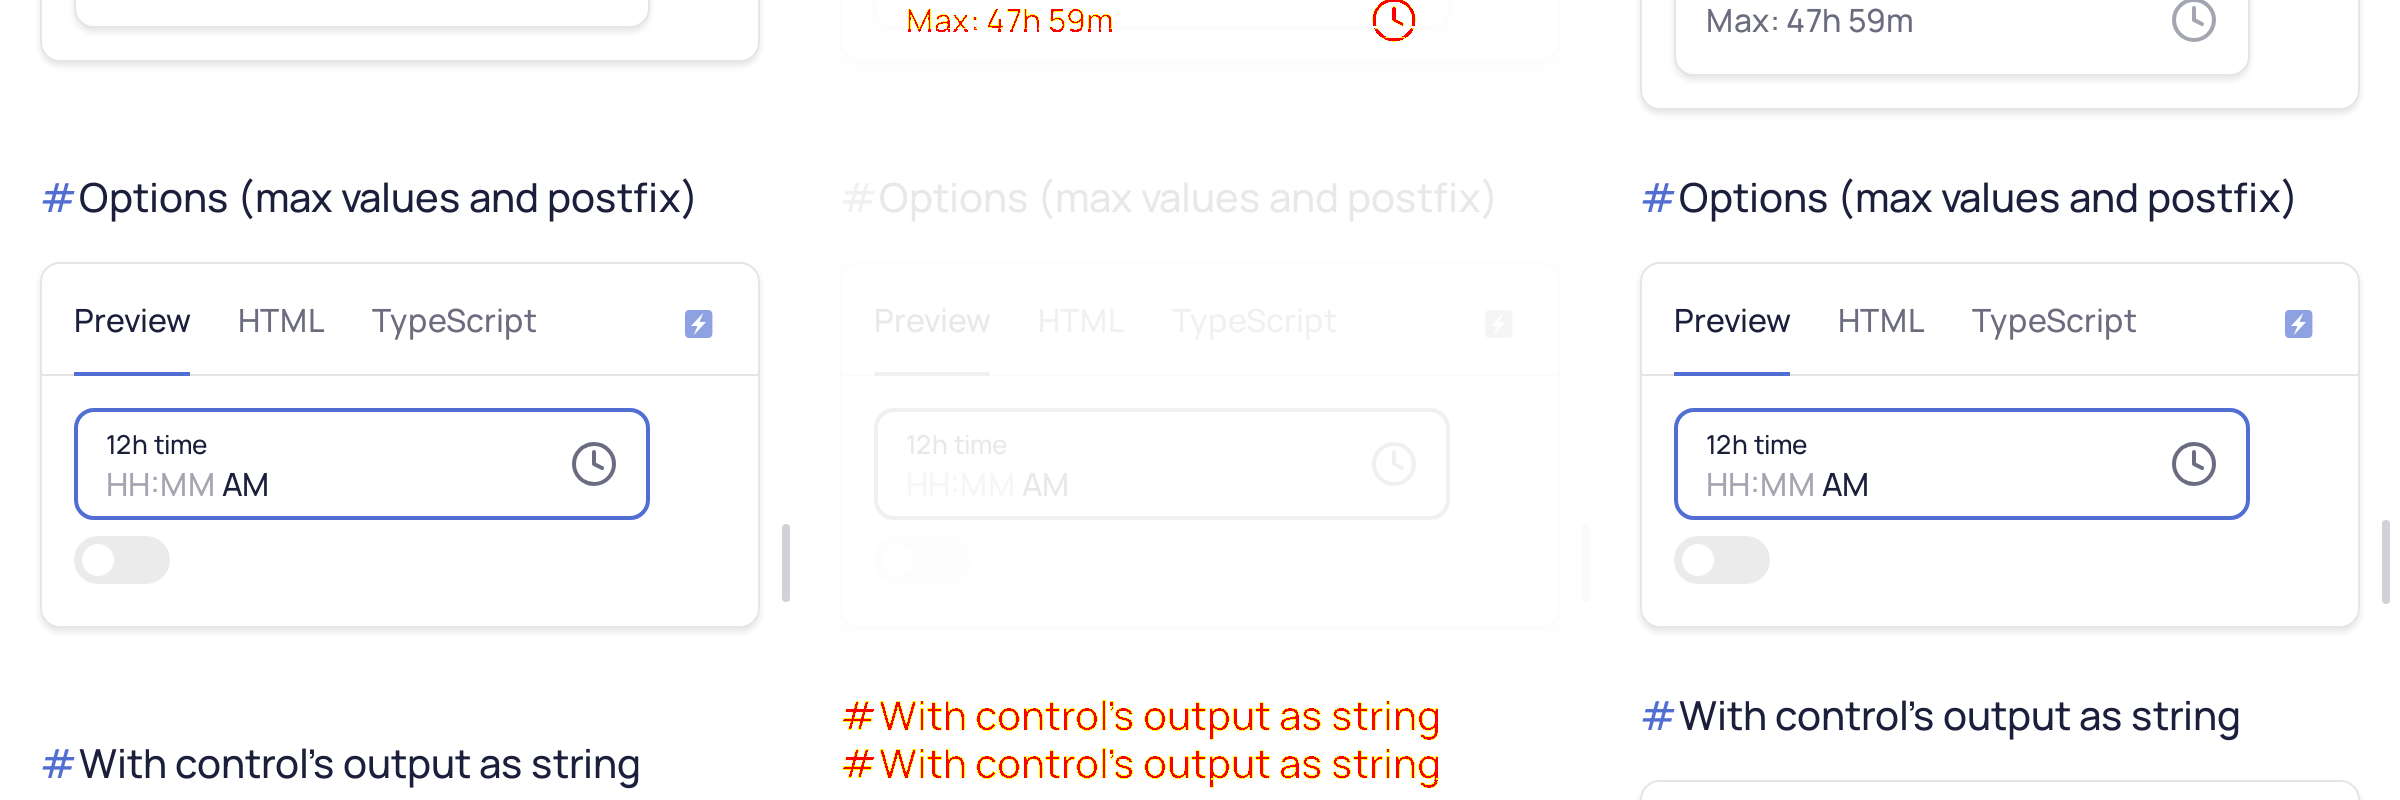 Max: 47h 59m
Max: 47h 59m
#Options (max values and postfix)
#Options (max values and postfix)
#Options (max values and postfix)
Preview HTML TypeScript
Preview HTML TypeScript
Preview HTML TypeScript
12h time
12h time
12h time
HH:MM AM
HH:MM AM
HH:MM AM
#With control's output as string
#With control's output as string
#With control's output as string
#With control's output as string